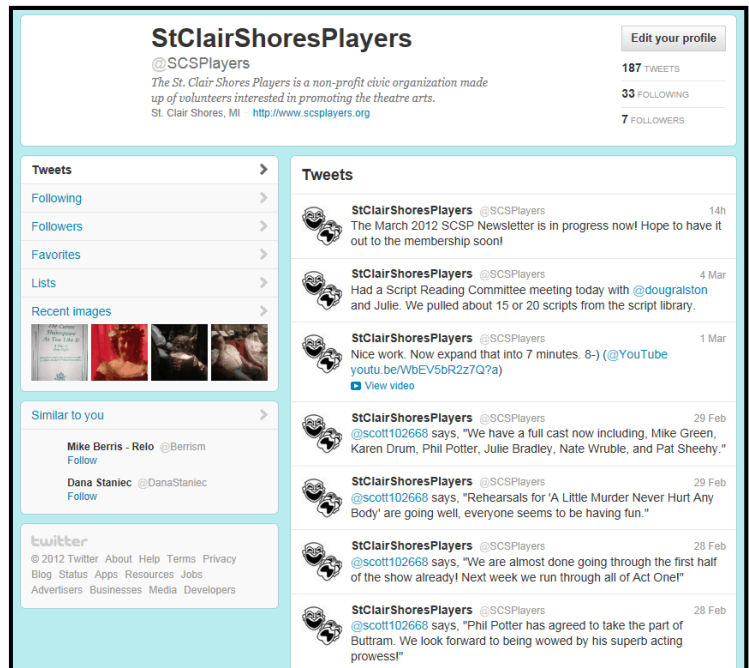 StClairShoresPlayers
@SCSPlayers
The St. Clair Shores Players is a non-profit civic organization made
up of volunteers interested in promoting the theatre arts.
St. Clair Shores, MI · http://www.scsplayers.org
Edit your profile
187 TWEETS
33 FOLLOWING
7 FOLLOWERS
Tweets
Following
Followers
Favorites
Lists
Recent images
The Comic
Shakespeare
As You Like It
Similar to you
Mike Berris - Relo @Berrism
Follow
Dana Staniec @DanaStaniec
Follow
twitter
© 2012 Twitter About Help Terms Privacy
Blog Status Apps Resources Jobs
Advertisers Businesses Media Developers
Tweets
StClairShoresPlayers @SCSPlayers 14h
The March 2012 SCSP Newsletter is in progress now! Hope to have it
out to the membership soon!
StClairShoresPlayers @SCSPlayers 4 Mar
Had a Script Reading Committee meeting today with @dougralston
and Julie. We pulled about 15 or 20 scripts from the script library.
StClairShoresPlayers @SCSPlayers 1 Mar
Nice work. Now expand that into 7 minutes. 8-) (@YouTube
youtu.be/WbEV5bR2z7Q?a)
View video
StClairShoresPlayers @SCSPlayers 29 Feb
@scott102668 says, "We have a full cast now including, Mike Green,
Karen Drum, Phil Potter, Julie Bradley, Nate Wruble, and Pat Sheehy."
StClairShoresPlayers @SCSPlayers 29 Feb
@scott102668 says, "Rehearsals for 'A Little Murder Never Hurt Any
Body' are going well, everyone seems to be having fun."
StClairShoresPlayers @SCSPlayers 28 Feb
@scott102668 says, "We are almost done going through the first half
of the show already! Next week we run through all of Act One!"
StClairShoresPlayers @SCSPlayers 28 Feb
@scott102668 says, "Phil Potter has agreed to take the part of
Buttram. We look forward to being wowed by his superb acting
prowess!"